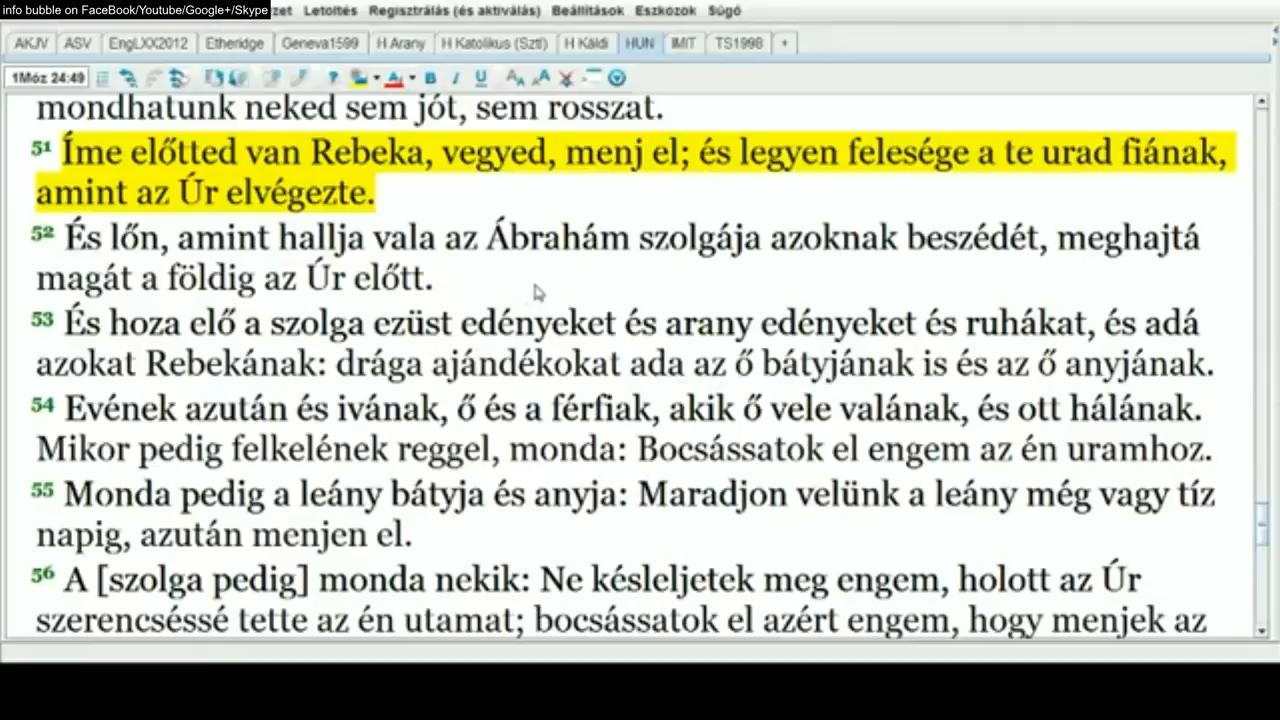 info bubble on FaceBook/Youtube/Google+/Skype zet Letoltés Regisztrálás (és aktiválás) Beállítások Eszközök Súgó
AKJV ASV EngLXX2012 Etheridge Geneva1599 H Arany H Katolikus (Sztl) H Káldi HUN IMIT TS1998 +
1Móz 24:49 ? A B I U AA AA
mondhatunk neked sem jót, sem rosszat.
51 Íme előtted van Rebeka, vegyed, menj el; és legyen felesége a te urad fiának,
amint az Úr elvégezte.
52 És lőn, amint hallja vala az Ábrahám szolgája azoknak beszédét, meghajtá
magát a földig az Úr előtt.
53 És hoza elő a szolga ezüst edényeket és arany edényeket és ruhákat, és adá
azokat Rebekának: drága ajándékokat ada az ő bátyjának is és az ő anyjának.
54 Evének azután és ivának, ő és a férfiak, akik ő vele valának, és ott hálának.
Mikor pedig felkelének reggel, monda: Bocsássatok el engem az én uramhoz.
55 Monda pedig a leány bátyja és anyja: Maradjon velünk a leány még vagy tíz
napig, azután menjen el.
56 A [szolga pedig] monda nekik: Ne késleljetek meg engem, holott az Úr
szerencséssé tette az én utamat; bocsássatok el azért engem, hogy menjek az